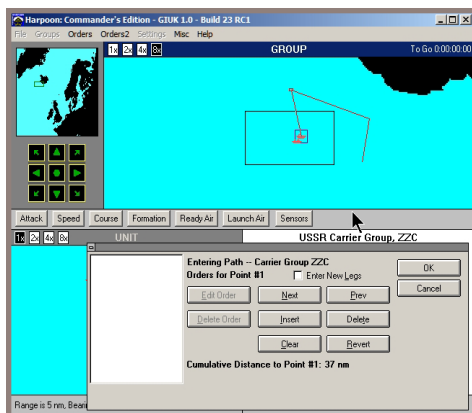 Harpoon: Commander's Edition - GIUK 1.0 - Build 23 RC1
File Groups Orders Orders2 Settings Misc Help
1x 2x 4x 8x GROUP To Go 0:00:00:00
Attack Speed Course Formation Ready Air Launch Air Sensors
1x 2x 4x 8x UNIT USSR Carrier Group, ZZC
Entering Path -- Carrier Group ZZC
Orders for Point #1 Enter New Legs OK
Edit Order Next Prev Cancel
Delete Order Insert Delete
Clear Revert
Cumulative Distance to Point #1: 37 nm
Range is 5 nm, Beari